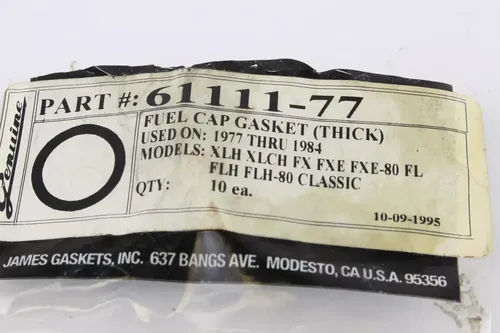 Genuine
PART #: 61111-77
FUEL CAP GASKET (THICK)
USED ON: 1977 THRU 1984
MODELS: XLH XLCH FX FXE FXE-80 FL
FLH FLH-80 CLASSIC
QTY: 10 ea.
10-09-1995
JAMES GASKETS, INC. 637 BANGS AVE. MODESTO, CA U.S.A. 95356